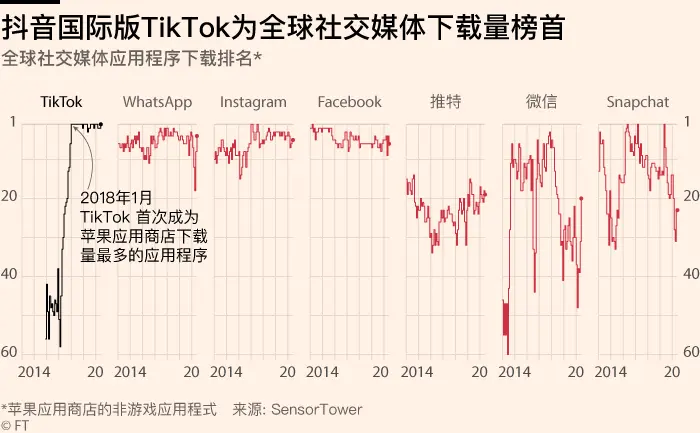 抖音国际版TikTok为全球社交媒体下载量榜首
全球社交媒体应用程序下载排名*
TikTok WhatsApp Instagram Facebook 推特 微信 Snapchat
1 1
20 20
40 40
60 60
2018年1月
TikTok 首次成为
苹果应用商店下载
量最多的应用程序
2014 20 2014 20 2014 20 2014 20 2014 20 2014 20 2014 20
*苹果应用商店的非游戏应用程式 来源: SensorTower
© FT